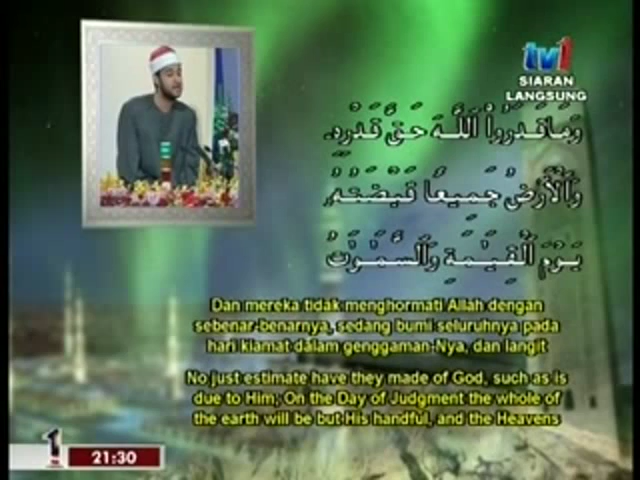 tv1
SIARAN
LANGSUNG
وَمَا قَدَرُوا۟ ٱللَّهَ حَقَّ قَدْرِهِۦ
وَٱلْأَرْضُ جَمِيعًا قَبْضَتُهُۥ
يَوْمَ ٱلْقِيَـٰمَةِ وَٱلسَّمَـٰوَٰتُ
Dan mereka tidak menghormati Allah dengan
sebenar-benarnya, sedang bumi seluruhnya pada
hari kiamat dalam genggaman-Nya, dan langit
No just estimate have they made of God, such as is
due to Him; On the Day of Judgment the whole of
the earth will be but His handful, and the Heavens
1
21:30